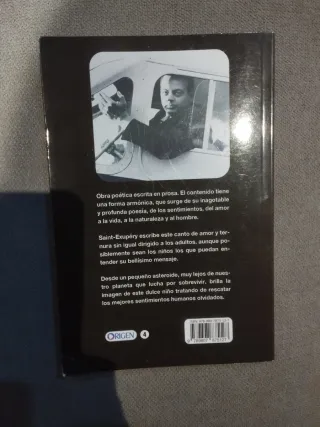 Obra poética escrita en prosa. El contenido tiene
una forma armónica, que surge de su inagotable
y profunda poesía, de los sentimientos, del amor
a la vida, a la naturaleza y al hombre.
Saint-Exupéry escribe este canto de amor y ter-
nura sin igual dirigido a los adultos, aunque po-
siblemente sean los niños los que puedan en-
tender su bellísimo mensaje.
Desde un pequeño asteroide, muy lejos de nues-
tro planeta que lucha por sobrevivir, brilla la
imagen de este dulce niño tratando de rescatar
los mejores sentimientos humanos olvidados.
ORIGEN
4